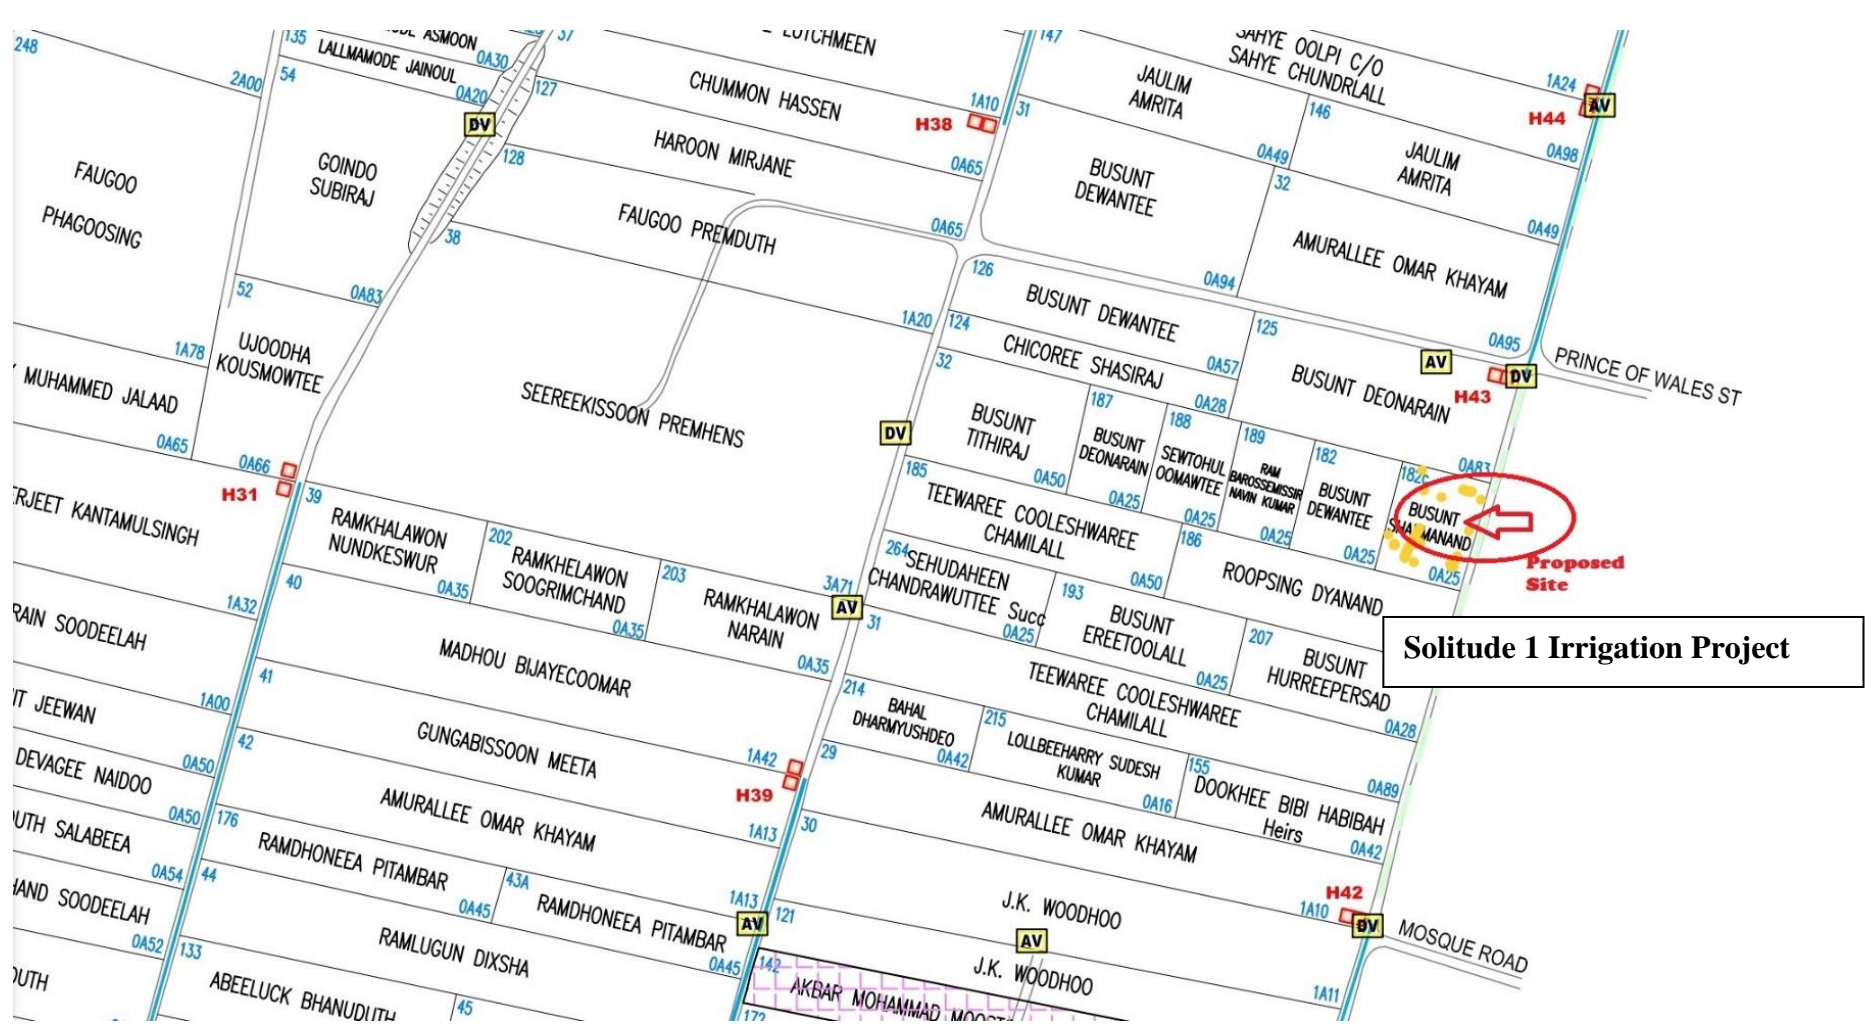 248
135
LALLMAMODE JAINOUL
ASMOON
0A30
37
LUTCHMEEN
147
SAHYE OOLPI C/O
SAHYE CHUNDRLALL
1A24
AV
H44
2A00
54
0A20
DV
127
CHUMMON HASSEN
1A10
H38
31
JAULIM
AMRITA
146
0A98
FAUGOO
PHAGOOSING
GOINDO
SUBIRAJ
128
HAROON MIRJANE
0A65
BUSUNT
DEWANTEE
0A49
32
JAULIM
AMRITA
0A49
38
FAUGOO PREMDUTH
0A65
AMURALLEE OMAR KHAYAM
52
0A83
126
0A94
1A78
UJOODHA
KOUSMOWTEE
1A20
124
BUSUNT DEWANTEE
125
0A95
PRINCE OF WALES ST
AV
DV
H43
MUHAMMED JALAAD
SEEREEKISSOON PREMHENS
32
CHICOREE SHASIRAJ
0A57
0A28
BUSUNT DEONARAIN
0A65
0A66
H31
DV
BUSUNT
TITHIRAJ
0A50
187
BUSUNT
DEONARAIN
0A25
188
SEWTOHUL
OOMAWTEE
0A25
189
RAM
BAROSSEMISSIR
NAVIN KUMAR
0A25
182
BUSUNT
DEWANTEE
0A25
0A83
BUSUNT
0A25
Proposed
Site
39
RAMKHALAWON
NUNDKESWUR
0A35
202
RAMKHELAWON
SOOGRIMCHAND
0A35
203
RAMKHALAWON
NARAIN
0A35
3A71
AV
185
TEEWAREE COOLESHWAREE
CHAMILALL
0A50
186
ROOPSING DYANAND
KANTAMULSINGH
1A32
40
MADHOU BIJAYECOOMAR
31
264
SEHUDAHEEN
CHANDRAWUTTEE Succ
0A25
193
BUSUNT
EREETOOLALL
0A25
207
BUSUNT
HURREEPERSAD
0A28
Solitude 1 Irrigation Project
SOODEELAH
1A00
41
GUNGABISSOON MEETA
1A42
H39
214
BAHAL
DHARMYUSHDEO
0A42
TEEWAREE COOLESHWAREE
CHAMILALL
0A89
JEEWAN
0A50
42
AMURALLEE OMAR KHAYAM
1A13
29
215
LOLLBEEHARRY SUDESH
KUMAR
0A16
155
DOOKHEE BIBI HABIBAH
Heirs
0A42
DEVAGEE NAIDOO
0A50
176
RAMDHONEEA PITAMBAR
0A45
43A
RAMDHONEEA PITAMBAR
1A13
AV
0A45
30
AMURALLEE OMAR KHAYAM
1A10
H42
DV
MOSQUE ROAD
SALABEEA
0A54
44
RAMLUGUN DIXSHA
121
J.K. WOODHOO
AV
SOODEELAH
0A52
133
ABEELUCK BHANUDUTH
45
142
J.K. WOODHOO
1A11
AKBAR MOHAMMAD
172